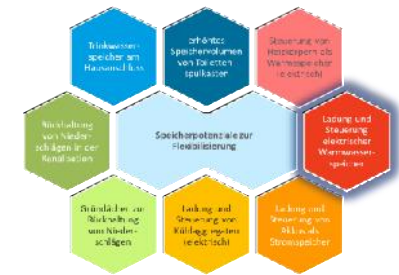 Trinkwasser-
speicher am
Hausanschluss
erhöhtes
Speichervolumen
von Toiletten
spülkasten
Steuerung von
Heizkörpern als
Wärmespeicher
(elektrisch)
Rückhaltung
von Nieder-
schlägen in der
Kanalisation
Speicherpotenziale zur
Flexibilisierung
Ladung und
Steuerung
elektrischer
Warmwasser-
speicher
Gründächer zur
Rückhaltung
von Nieder-
schlägen
Ladung und
Steuerung von
Kühlaggregaten
(elektrisch)
Ladung und
Steuerung von
Akkus als
Stromspeicher